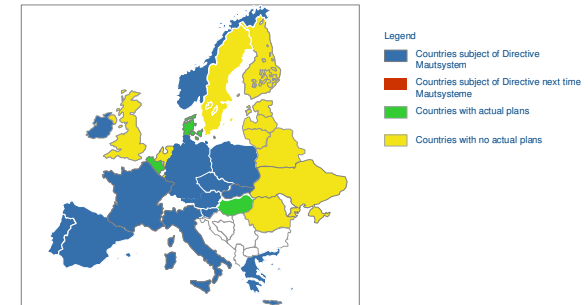 Legend
Countries subject of Directive
Mautsystem
Countries subject of Directive next time
Mautsysteme
Countries with actual plans
Countries with no actual plans